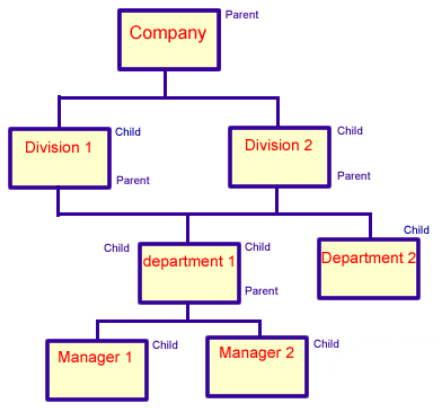 Parent
Company
Child
Child
Division 1
Division 2
Parent
Parent
Child
Child
Child
department 1
Department 2
Parent
Manager 1
Child
Manager 2
Child